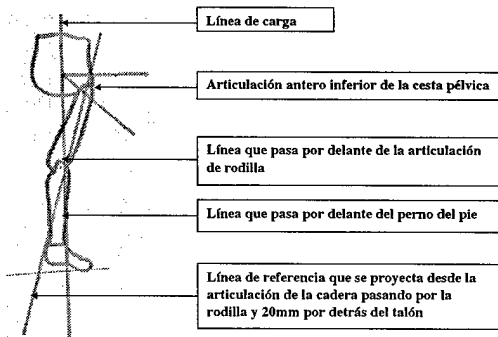 Línea de carga
Articulación antero inferior de la cesta pélvica
Línea que pasa por delante de la articulación
de rodilla
Línea que pasa por delante del perno del pie
Línea de referencia que se proyecta desde la
articulación de la cadera pasando por la
rodilla y 20mm por detrás del talón